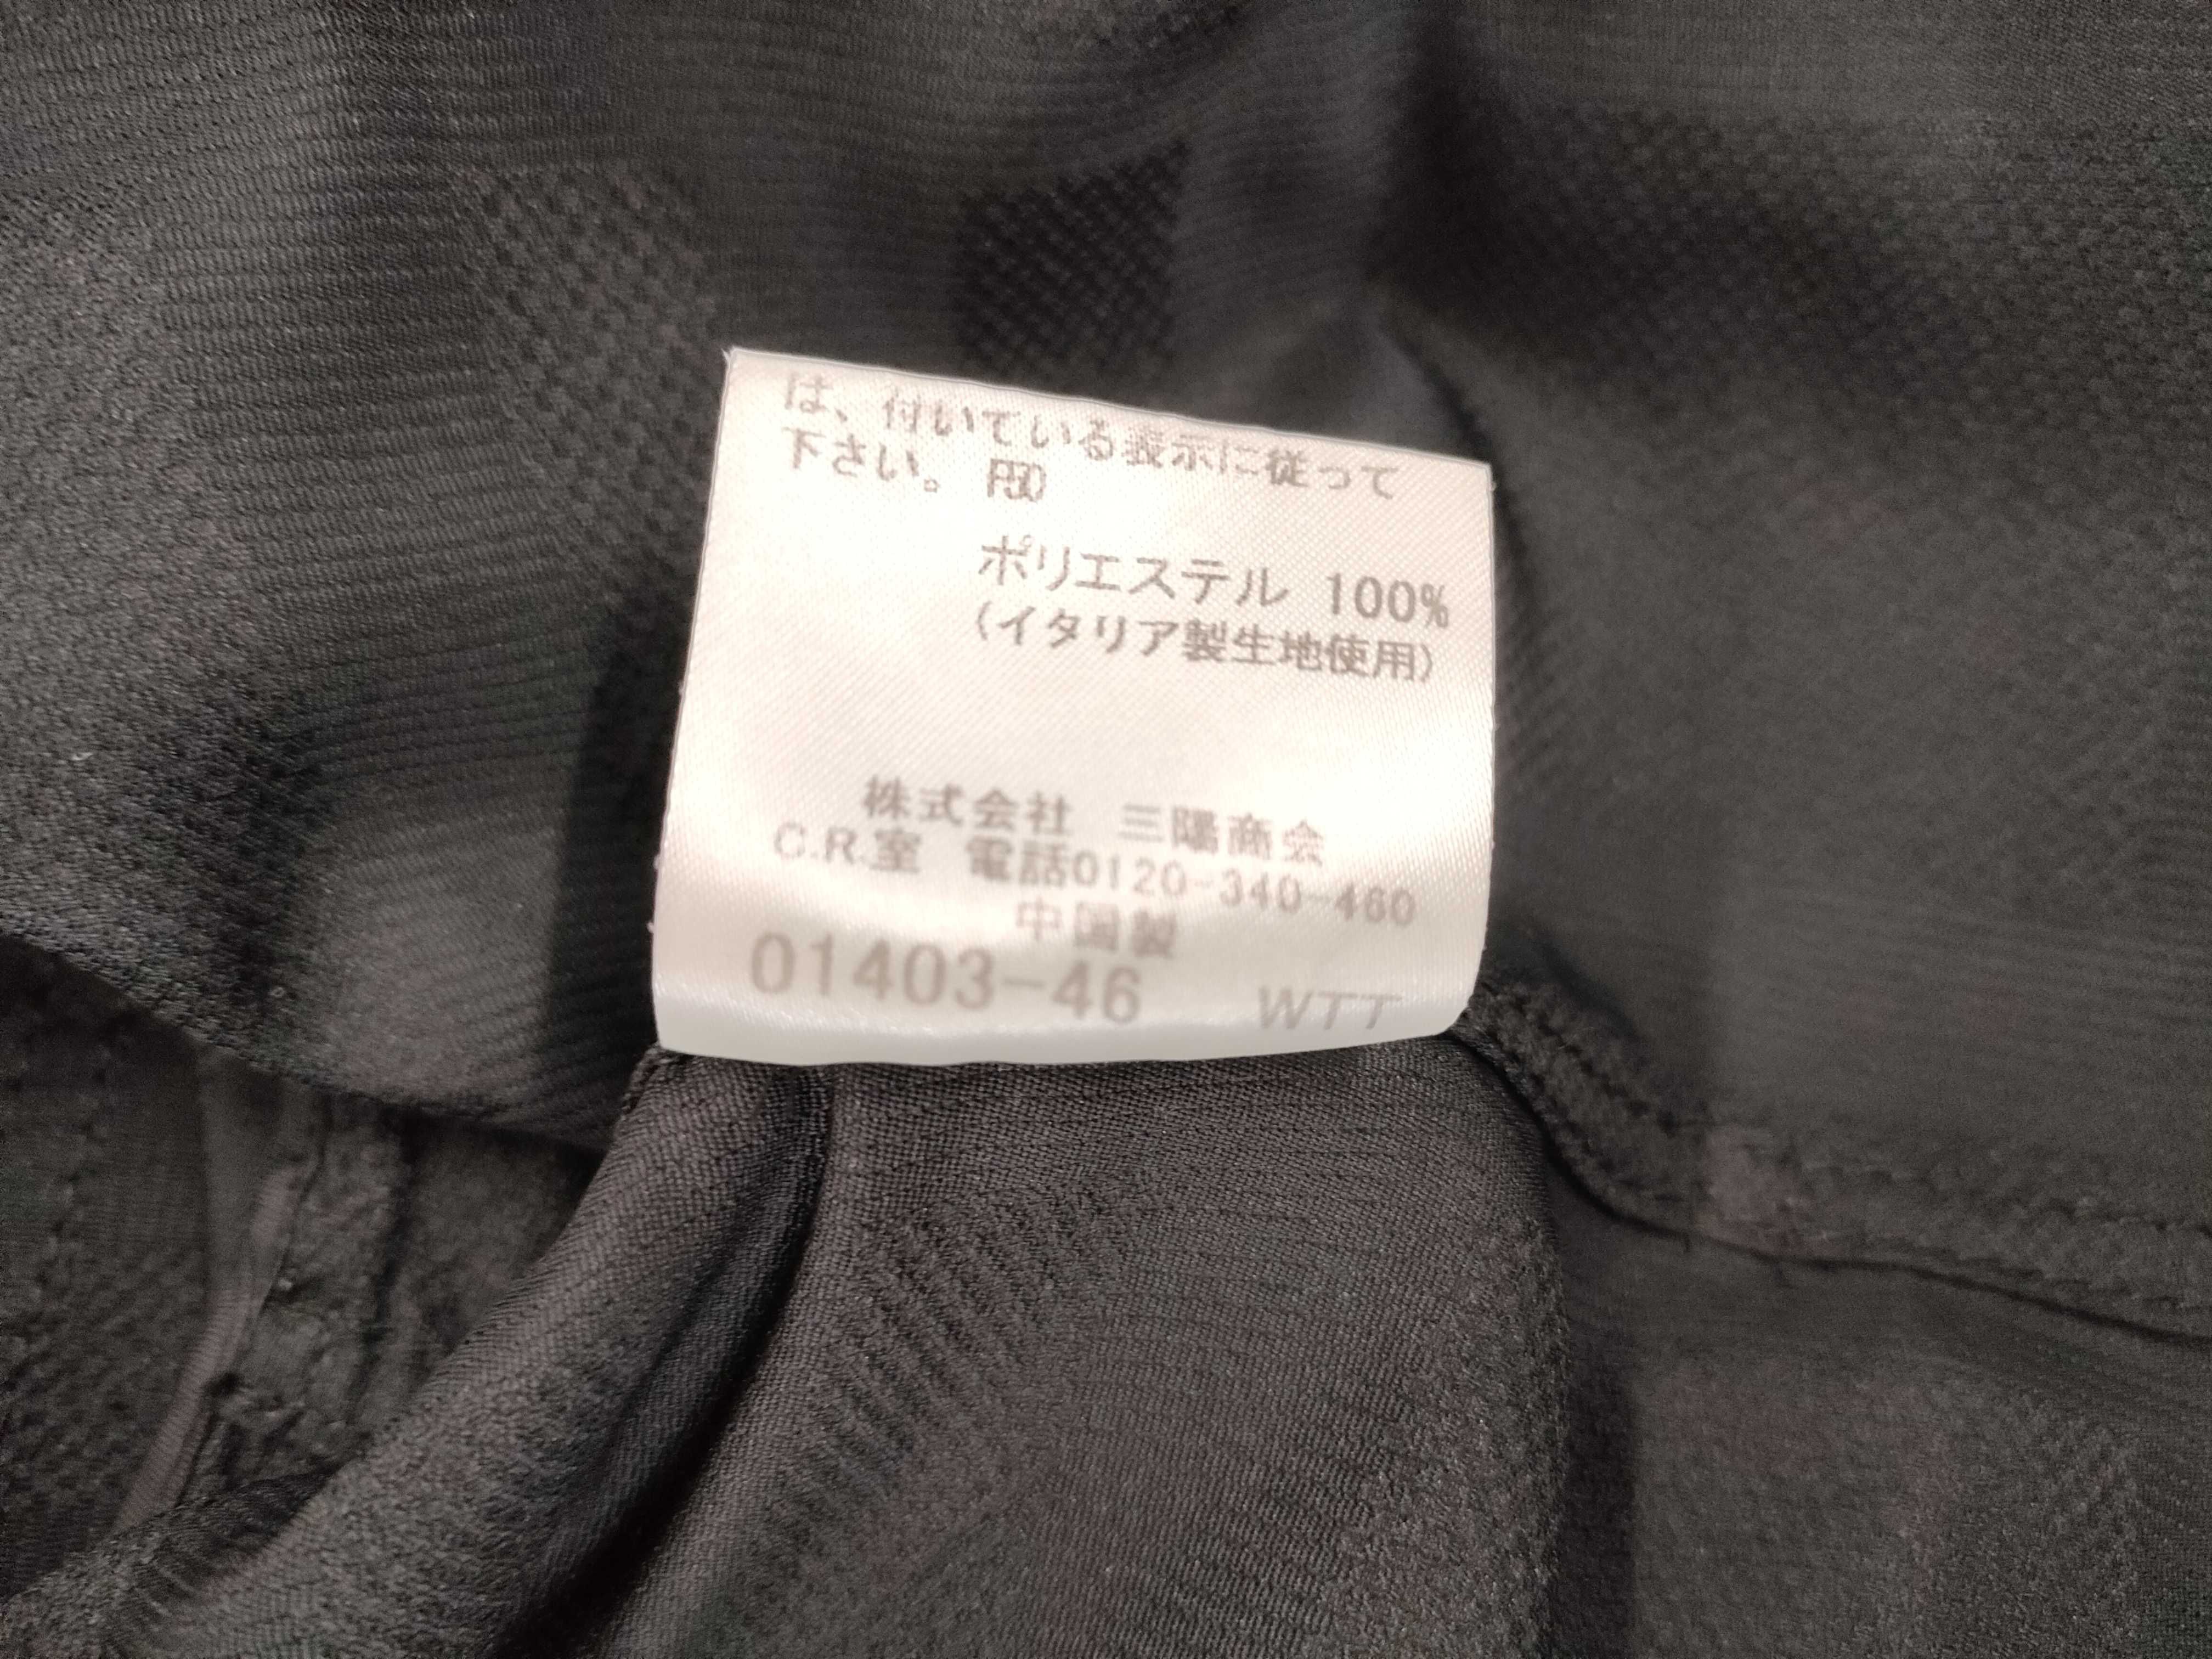 は、付いている表示に従って
下さい。
ポリエステル 100%
(イタリア製生地使用)
株式会社 三陽商会
C.R.室 電話0120-340-460
中国製
01403-46 WTT